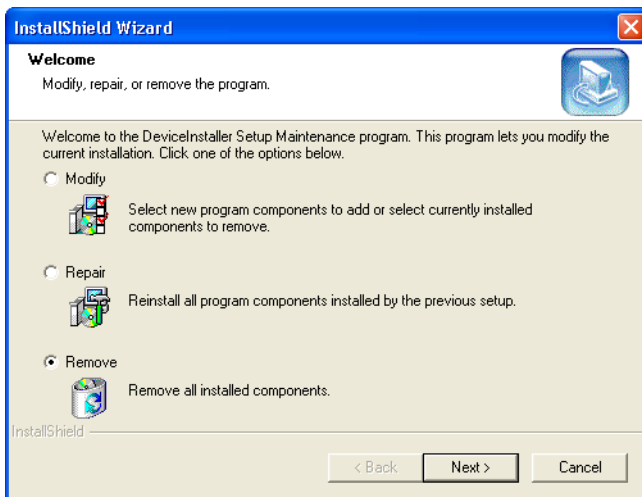 InstallShield Wizard
Welcome
Modify, repair, or remove the program.
Welcome to the DeviceInstaller Setup Maintenance program. This program lets you modify the
current installation. Click one of the options below.
Modify
Select new program components to add or select currently installed
components to remove.
Repair
Reinstall all program components installed by the previous setup.
Remove
Remove all installed components.
InstallShield
< Back
Next >
Cancel